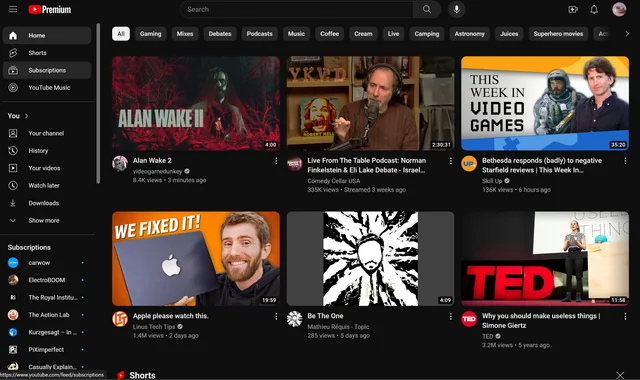 Premium
Search
Home
Shorts
Subscriptions
YouTube Music
You
Your channel
History
Your videos
Watch later
Downloads
Show more
Subscriptions
carwow
ElectroBOOM
The Royal Institu...
The Action Lab
Kurzgesagt – In ...
PiXimperfect
Casually Explain...
https://www.youtube.com/feed/subscriptions
All Gaming Mixes Debates Podcasts Music Coffee Cream Live Camping Astronomy Juices Superhero movies
ALAN WAKE II
4:00
Alan Wake 2
videogamedunkey
8.4K views • 3 minutes ago
2:30:31
Live From The Table Podcast: Norman
Finkelstein & Eli Lake Debate - Israel...
Comedy Cellar USA
335K views • Streamed 3 weeks ago
THIS
WEEK IN
VIDEO
GAMES
35:20
UP
Bethesda responds (badly) to negative
Starfield reviews | This Week In...
Skill Up
136K views • 6 hours ago
WE FIXED IT!
19:59
Apple please watch this.
Linus Tech Tips
1.4M views • 2 days ago
4:09
Be The One
Mathieu Réquis - Topic
285 views • 5 days ago
USELESS
THING
TED
11:58
TED
Why you should make useless things |
Simone Giertz
TED
3.2M views • 5 years ago
Shorts